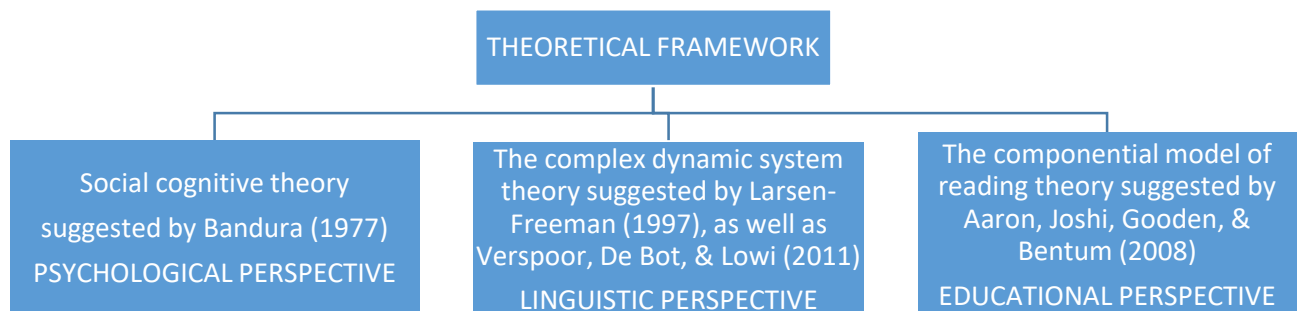 THEORETICAL FRAMEWORK
Social cognitive theory
suggested by Bandura (1977)
PSYCHOLOGICAL PERSPECTIVE
The complex dynamic system
theory suggested by Larsen-
Freeman (1997), as well as
Verspoor, De Bot, & Lowi (2011)
LINGUISTIC PERSPECTIVE
The componential model of
reading theory suggested by
Aaron, Joshi, Gooden, &
Bentum (2008)
EDUCATIONAL PERSPECTIVE